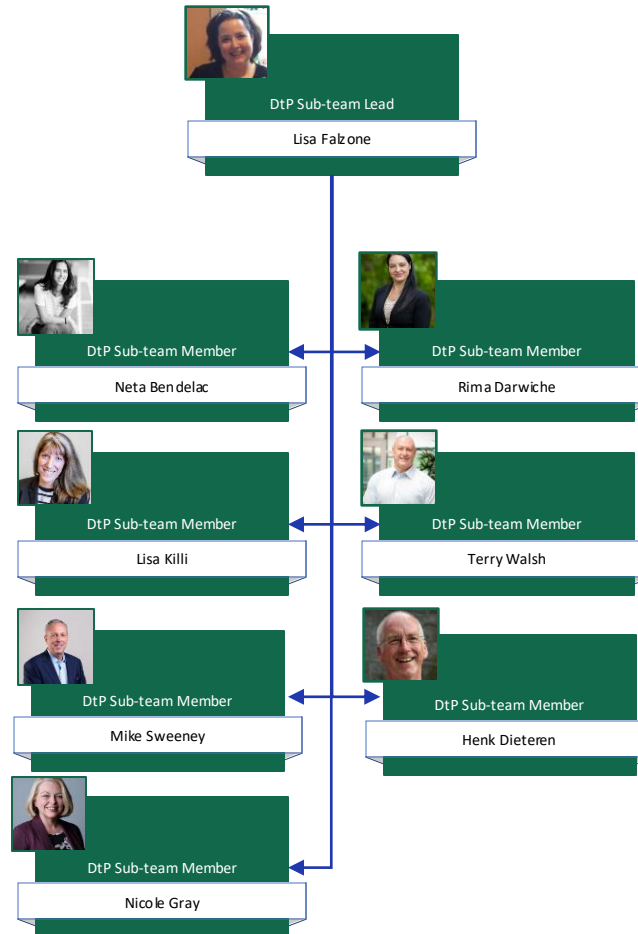 DtP Sub-team Lead
Lisa Falzone
DtP Sub-team Member
Neta Bendelac
DtP Sub-team Member
Rima Darwiche
DtP Sub-team Member
Lisa Killi
DtP Sub-team Member
Terry Walsh
DtP Sub-team Member
Mike Sweeney
DtP Sub-team Member
Henk Dieteren
DtP Sub-team Member
Nicole Gray